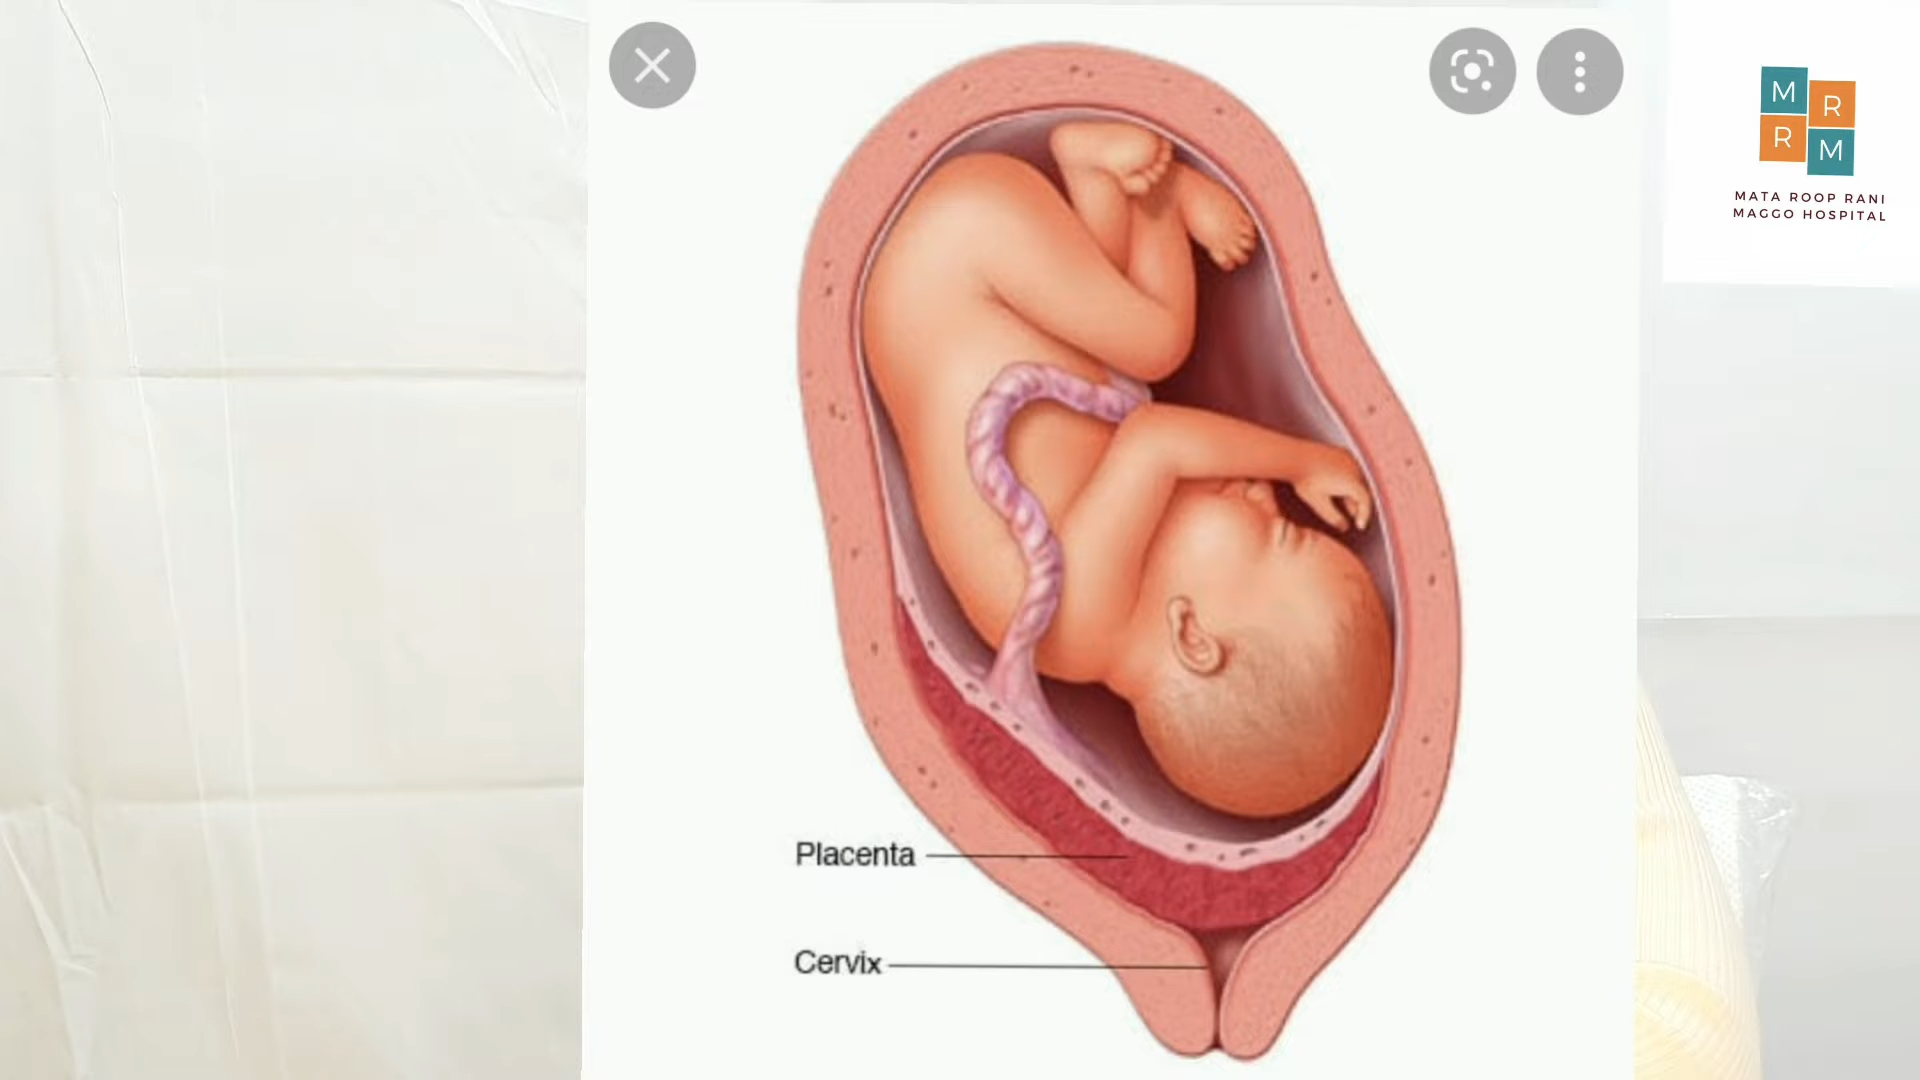 M
R
R
M
MATA ROOP RANI
MAGGO HOSPITAL
Placenta
Cervix